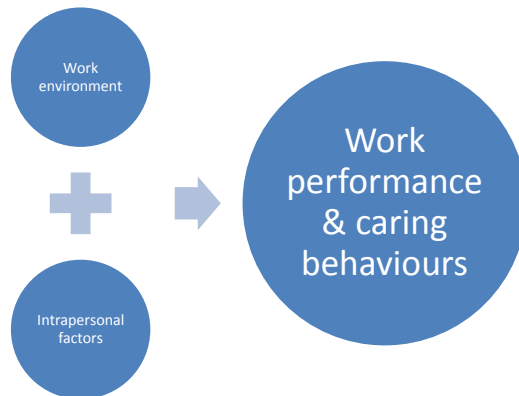 Work
environment
Intrapersonal
factors
Work
performance
& caring
behaviours